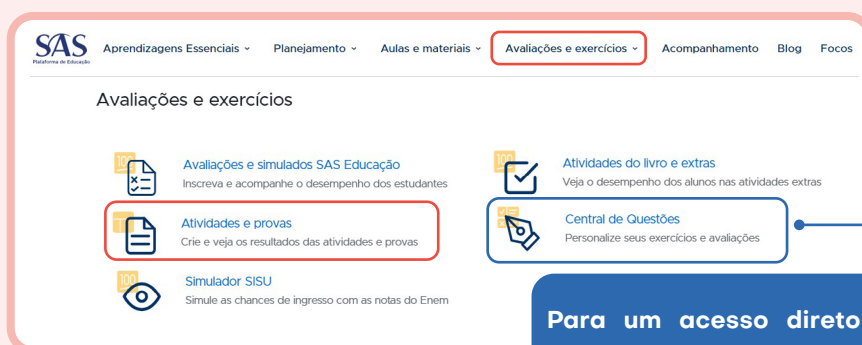 SAS
Plataforma de Educação
Aprendizagens Essenciais
Planejamento
Aulas e materiais
Avaliações e exercícios
Acompanhamento
Blog
Focos
Avaliações e exercícios
100
Avaliações e simulados SAS Educação
Inscreva e acompanhe o desempenho dos estudantes
Atividades e provas
Crie e veja os resultados das atividades e provas
100
Simulador SISU
Simule as chances de ingresso com as notas do Enem
100
Atividades do livro e extras
Veja o desempenho dos alunos nas atividades extras
Central de Questões
Personalize seus exercícios e avaliações
Para um acesso direto